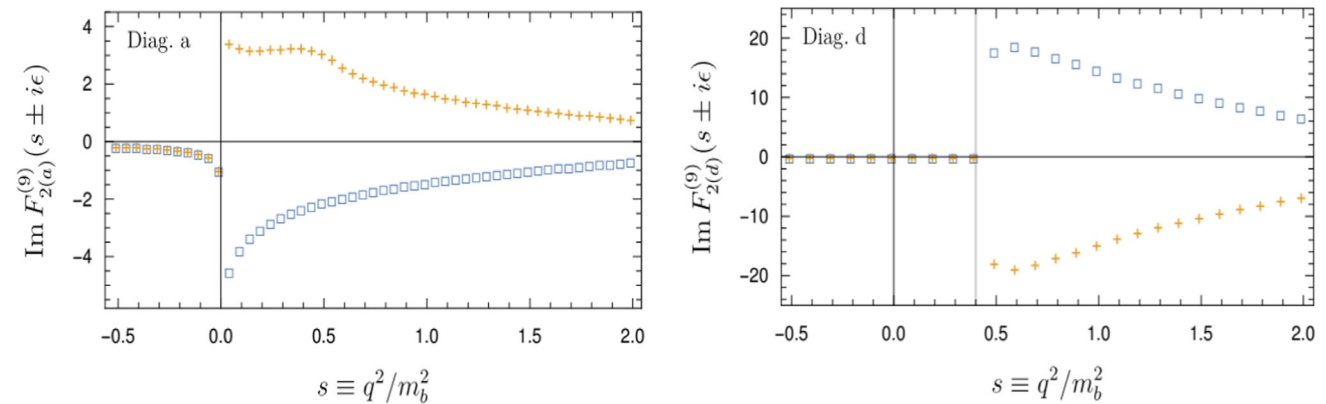 Diag. a
Im F_{2(a)}^{(9)}(s ± iϵ)
4
2
0
−2
−4
−0.5 0.0 0.5 1.0 1.5 2.0
s ≡ q²/m_b²
Diag. d
Im F_{2(d)}^{(9)}(s ± iϵ)
20
10
0
−10
−20
−0.5 0.0 0.5 1.0 1.5 2.0
s ≡ q²/m_b²